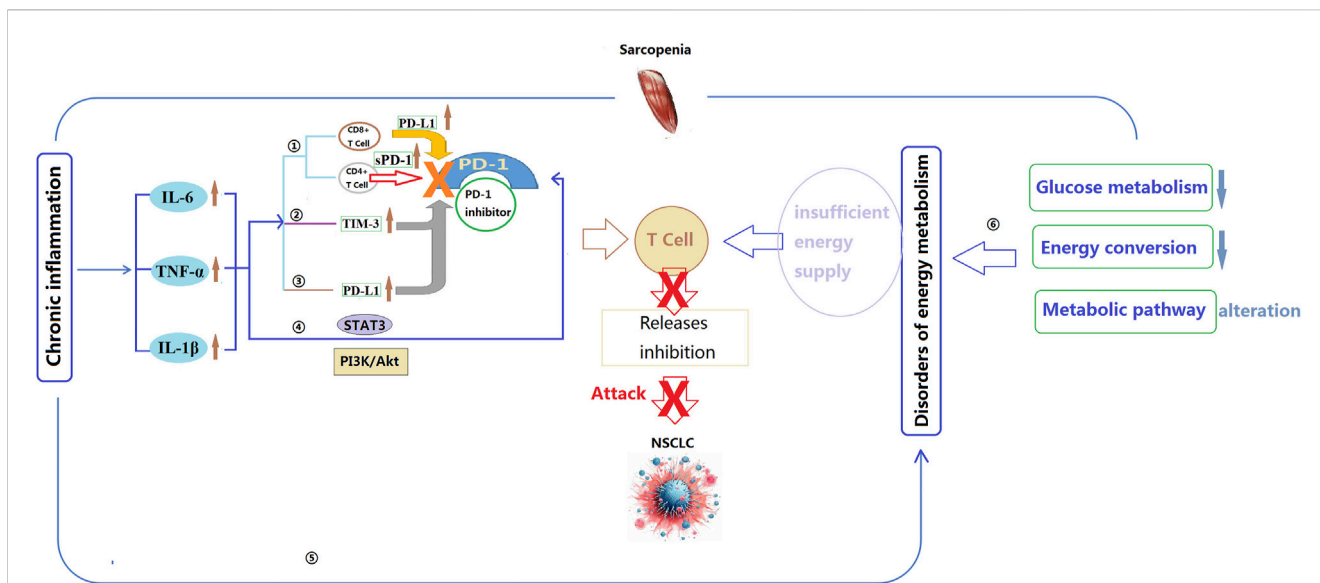 Sarcopenia
Chronic inflammation
IL-6
TNF-α
IL-1β
①
②
③
④
⑤
⑥
CD8+
T Cell
CD4+
T Cell
PD-L1
sPD-1
TIM-3
PD-L1
X
PD-1
PD-1
inhibitor
STAT3
PI3K/Akt
T Cell
X
Releases
inhibition
Attack
X
NSCLC
insufficient
energy
supply
Disorders of energy metabolism
Glucose metabolism
Energy conversion
Metabolic pathway alteration